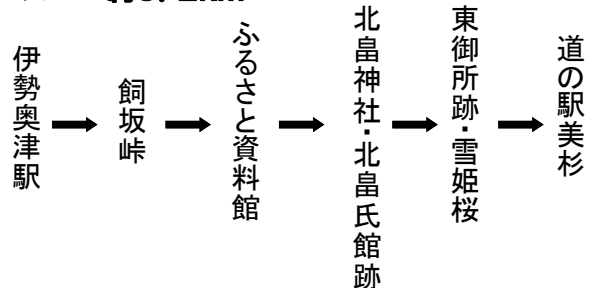 伊勢奥津駅
飼坂峠
ふるさと資料館
北畠神社・北畠氏館跡
東御所跡・雪姫桜
道の駅美杉